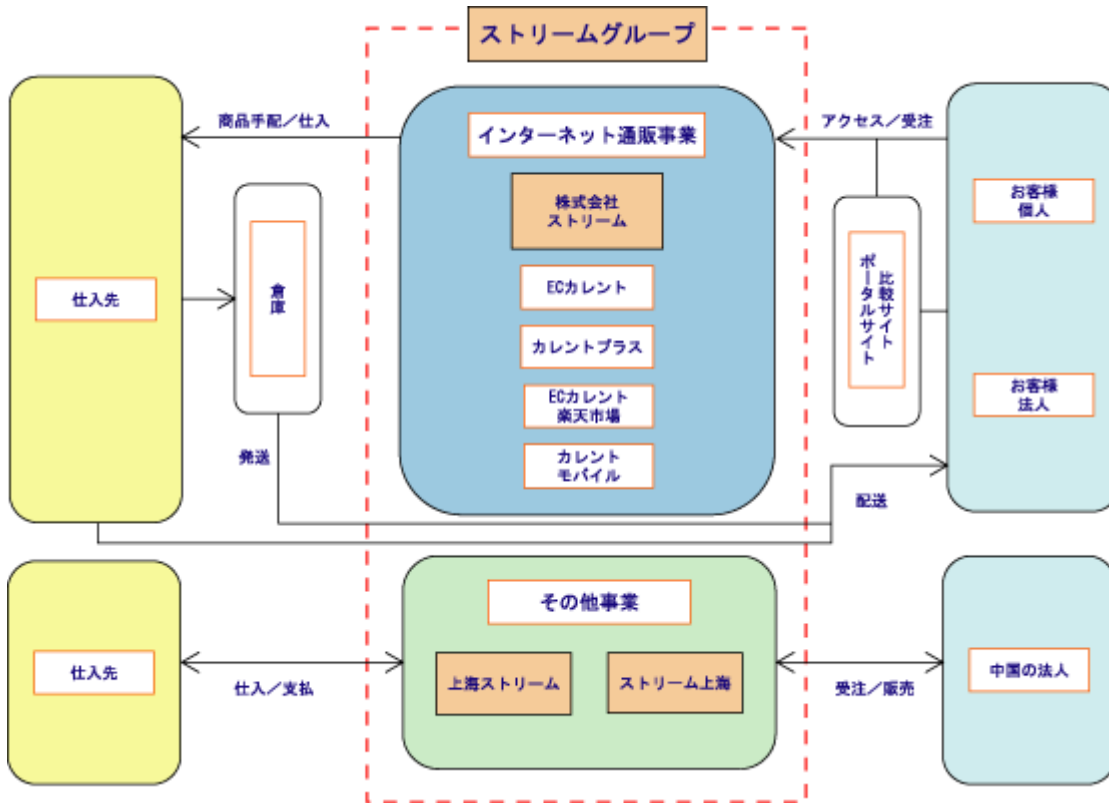 ストリームグループ
商品手配／仕入
インターネット通販事業
アクセス／受注
株式会社
ストリーム
お客様
個人
仕入先
倉庫
ECカレント
比較サイト
ポータルサイト
カレントプラス
ECカレント
楽天市場
お客様
法人
発送
カレント
モバイル
配送
その他事業
仕入先
仕入／支払
上海ストリーム
ストリーム上海
受注／販売
中国の法人